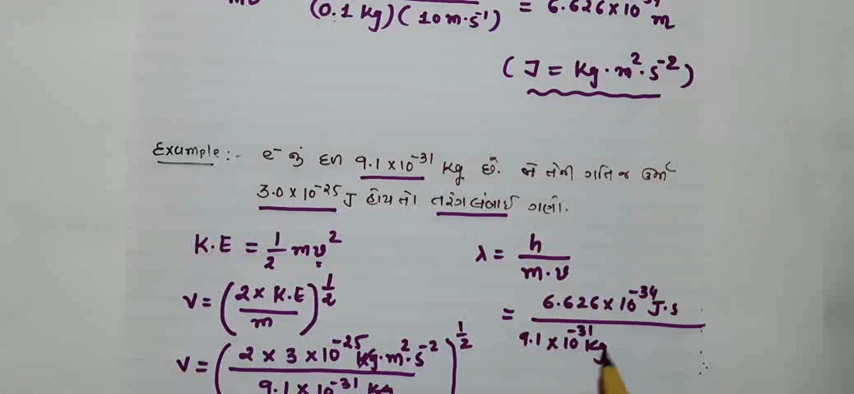 (0.1 Kg) (10 m·s⁻¹) = 6.626 × 10 m
(J = Kg·m²·s⁻²)
Example :- e⁻ નું દળ 9.1 × 10⁻³¹ Kg છે. જો તેની ગતિજ ઉર્જા
3.0 × 10⁻²⁵ J હોય તો તરંગલંબાઈ ગણો.
K.E = 1/2 mv²
λ = h / m·v
v = (2 × K.E / m)^1/2
= 6.626 × 10⁻³⁴ J·s / 9.1 × 10⁻³¹ Kg
v = (2 × 3 × 10⁻²⁵ Kg·m²·s⁻² / 9.1 × 10⁻³¹ Kg)^1/2